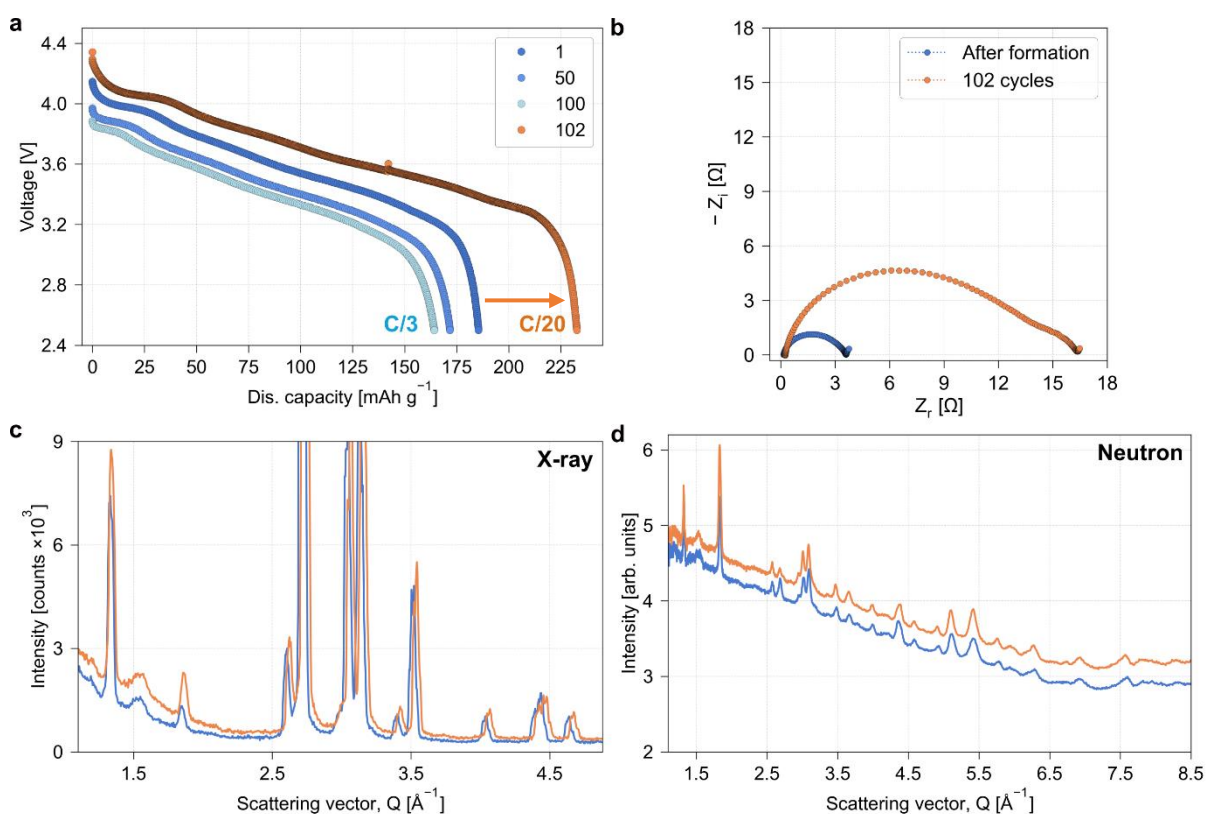 a
4.4
4.0
3.6
3.2
2.8
2.4
Voltage [V]
1
50
100
102
C/3
C/20
0 25 50 75 100 125 150 175 200 225
Dis. capacity [mAh g⁻¹]
b
18
15
12
9
6
3
0
− Zᵢ [Ω]
After formation
102 cycles
0 3 6 9 12 15 18
Zᵣ [Ω]
c
9
6
3
0
Intensity [counts ×10³]
X-ray
1.5 2.5 3.5 4.5
Scattering vector, Q [Å⁻¹]
d
6
5
4
3
2
Intensity [arb. units]
Neutron
1.5 2.5 3.5 4.5 5.5 6.5 7.5 8.5
Scattering vector, Q [Å⁻¹]